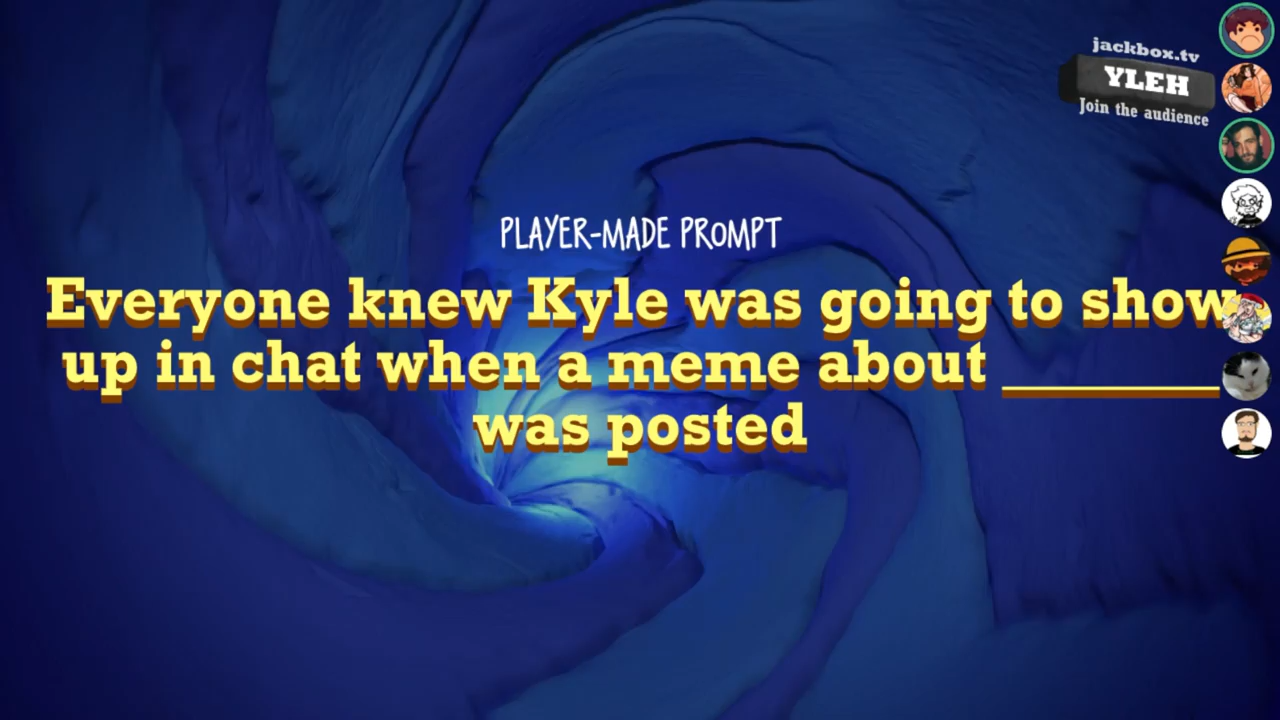 jackbox.tv
YLEH
Join the audience
PLAYER-MADE PROMPT
Everyone knew Kyle was going to show
up in chat when a meme about ________
was posted